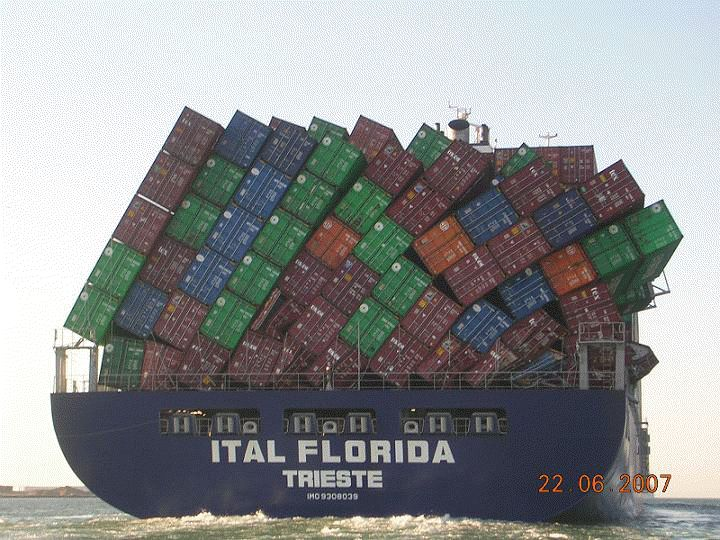 ITAL FLORIDA
TRIESTE
IMO 9308039
22.06.2007